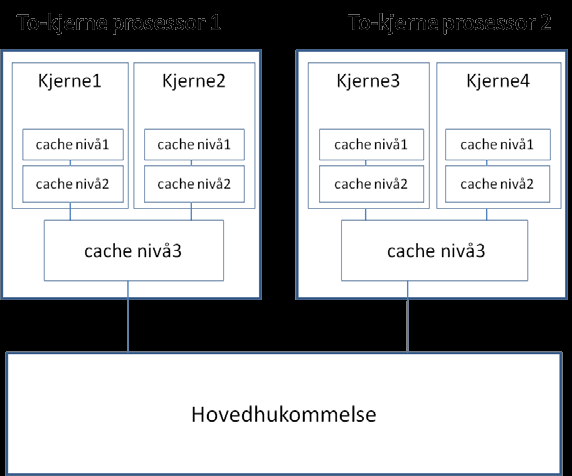 To-kjerne prosessor 1
To-kjerne prosessor 2
Kjerne1
Kjerne2
cache nivå1
cache nivå1
cache nivå2
cache nivå2
cache nivå3
Kjerne3
Kjerne4
cache nivå1
cache nivå1
cache nivå2
cache nivå2
cache nivå3
Hovedhukommelse